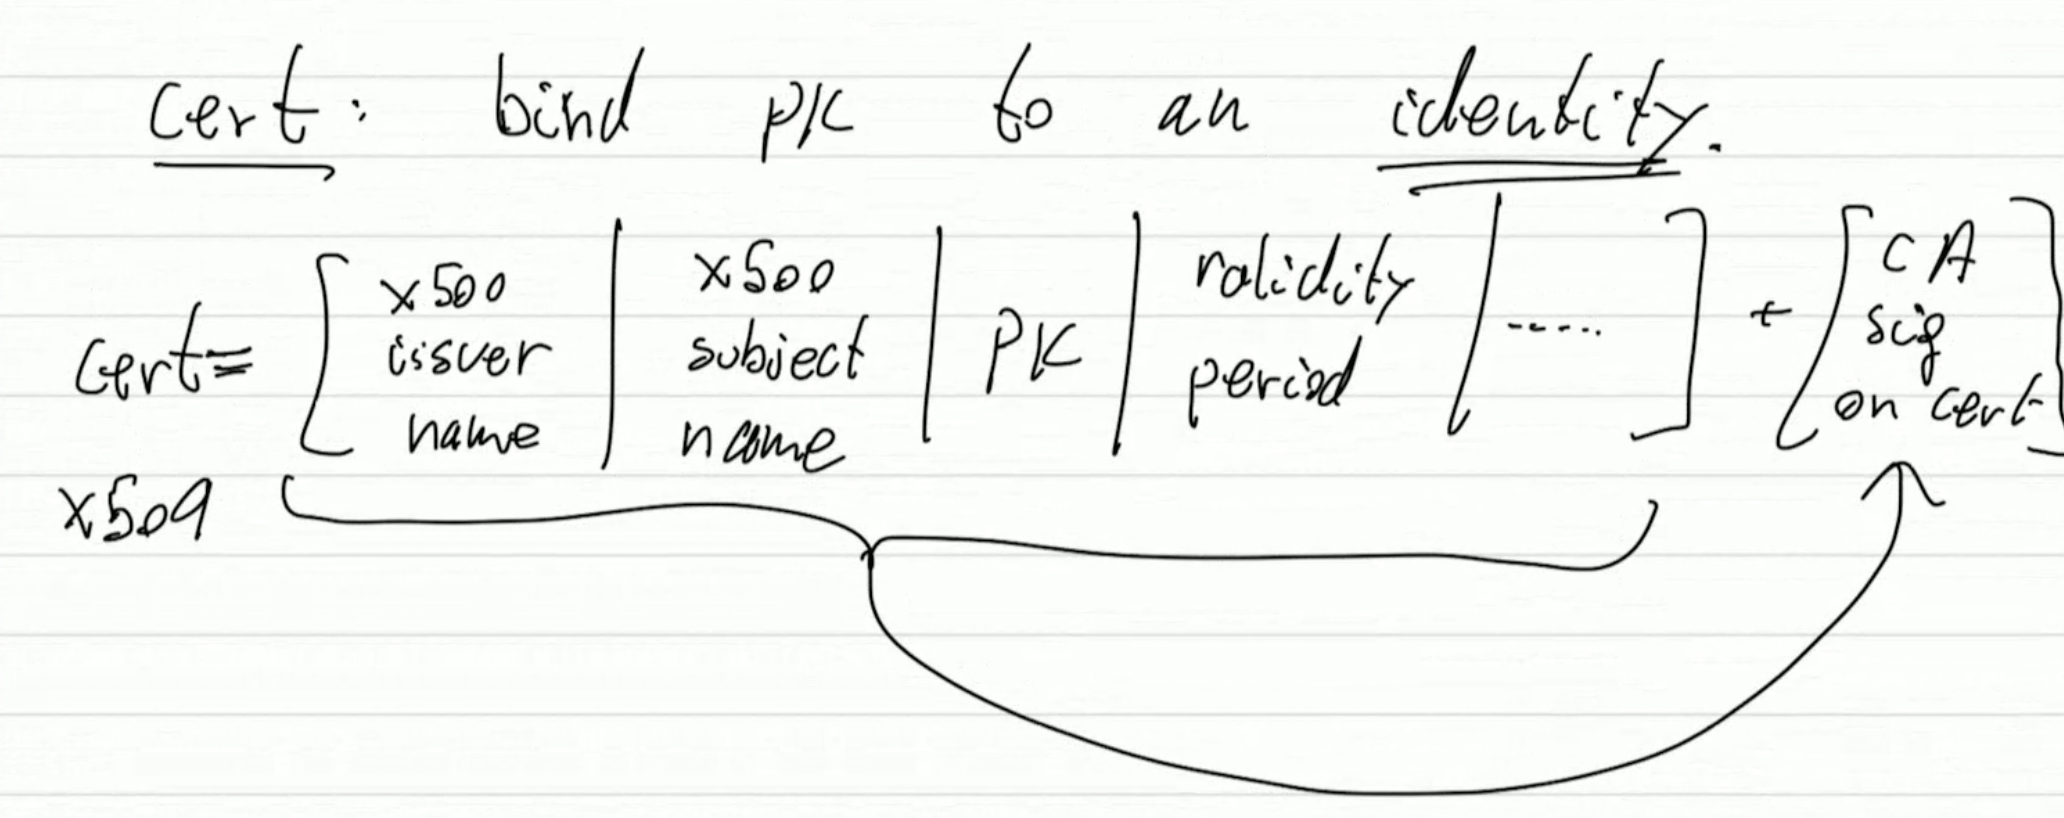 cert: bind PK to an identity.
cert = [ x500 issuer name | x500 subject name | PK | validity period | ...... ] + [ CA sig on cert ]
x509